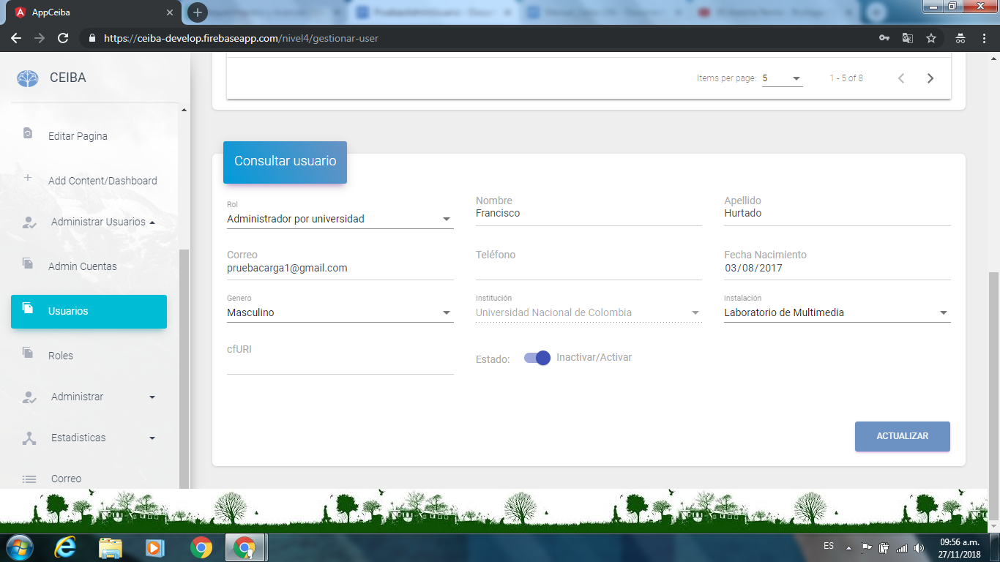 AppCeiba
https://ceiba-develop.firebaseapp.com/nivel4/gestionar-user
CEIBA
Editar Pagina
Add Content/Dashboard
Administrar Usuarios
Admin Cuentas
Usuarios
Roles
Administrar
Estadisticas
Correo
Items per page: 5 1 - 5 of 8
Consultar usuario
Rol
Administrador por universidad
Nombre
Francisco
Apellido
Hurtado
Correo
pruebacarga1@gmail.com
Teléfono
Fecha Nacimiento
03/08/2017
Genero
Masculino
Institución
Universidad Nacional de Colombia
Instalación
Laboratorio de Multimedia
cfURI
Estado: Inactivar/Activar
ACTUALIZAR
ES
09:56 a.m.
27/11/2018